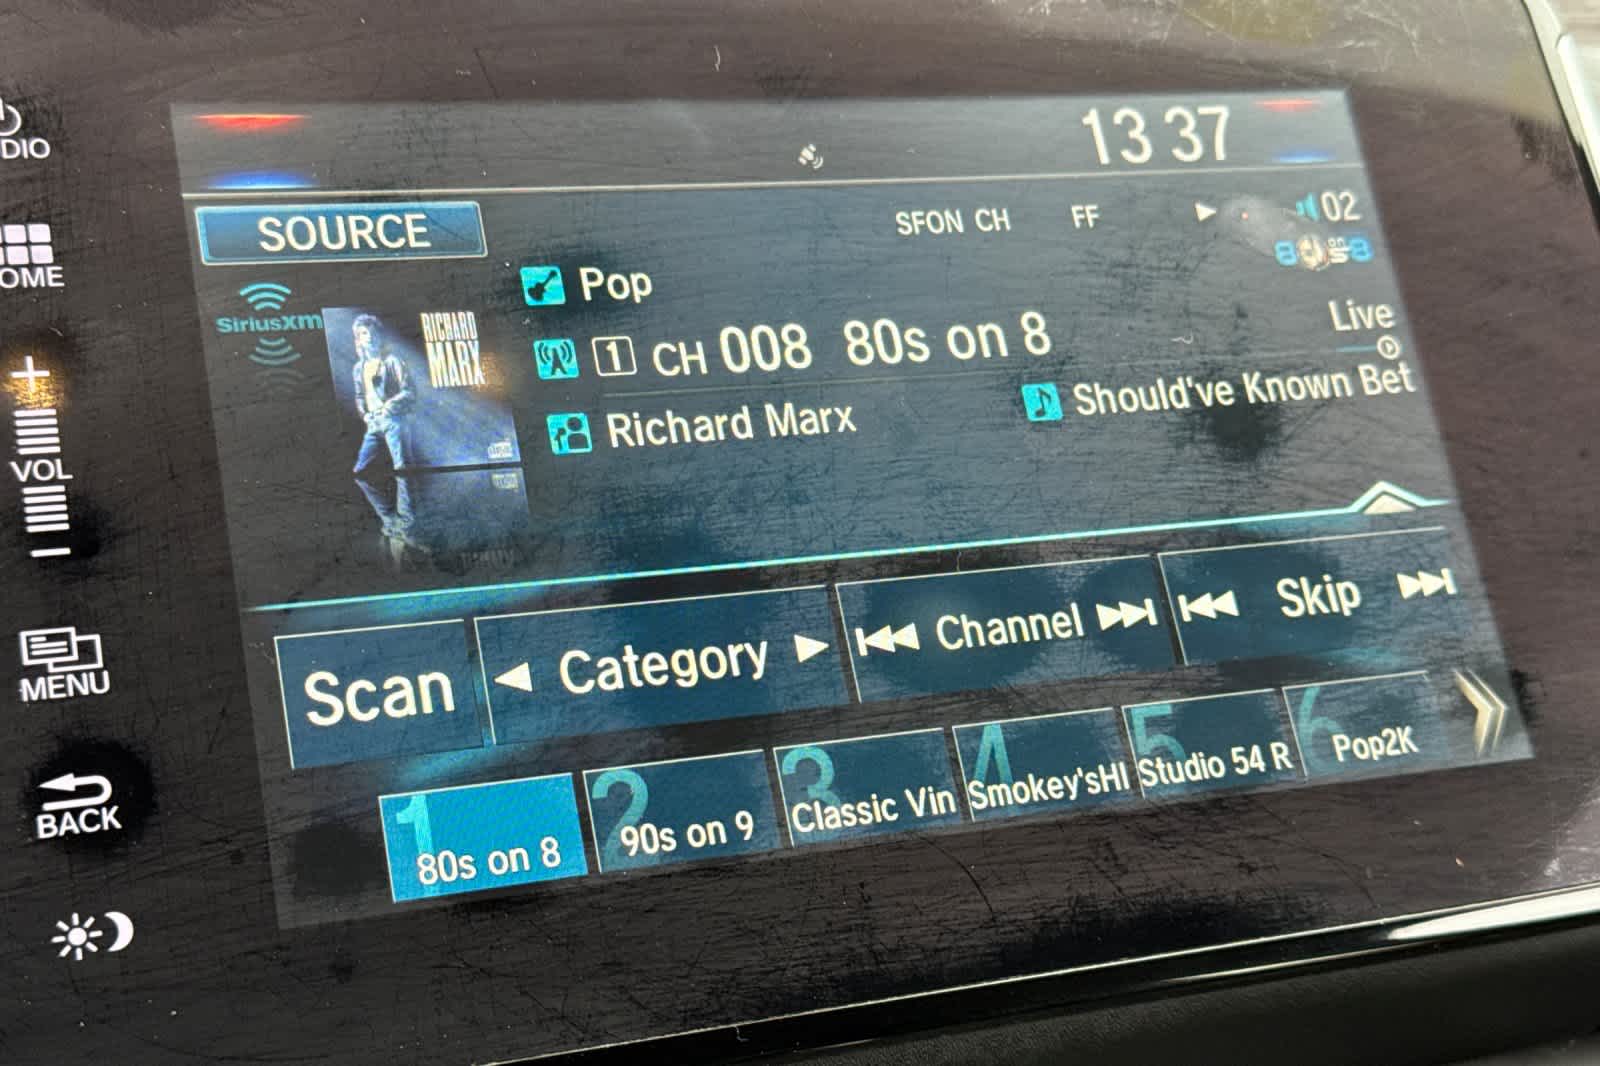 13 37
SOURCE
SFON CH FF 02
SiriusXM
RICHARD
MARX
Pop
1 CH 008 80s on 8
Live
Richard Marx
Should've Known Bet
Scan
Category
Channel
Skip
1 80s on 8
2 90s on 9
3 Classic Vin
4 Smokey'sHI
5 Studio 54 R
6 Pop2K
DIO
OME
+
VOL
−
MENU
BACK